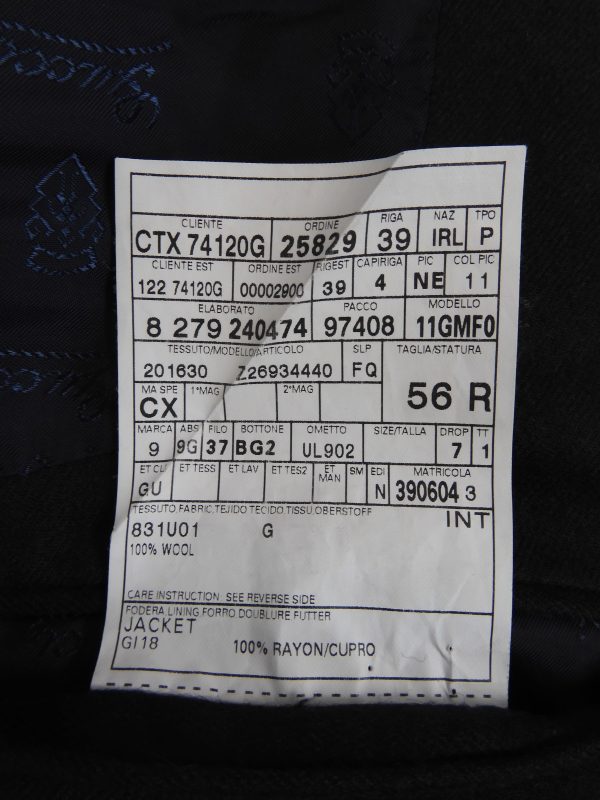 CLIENTE ORDINE RIGA NAZ TPO
CTX 74120G 25829 39 IRL P
CLIENTE EST ORDINE EST RIGEST CAPIRIGA PIC COL PIC
122 74120G 00002900 39 4 NE 11
ELABORATO PACCO MODELLO
8 279 240474 97408 11GMF0
TESSUTO/MODELLO/ARTICOLO SLP TAGLIA/STATURA
201630 Z26934440 FQ 56 R
MA SPE 1°MAG 2°MAG
CX
MARCA ABS FILO BOTTONE OMETTO SIZE/TALLA DROP TT
9 9G 37 BG2 UL902 7 1
ET CL ET TESS ET LAV ET TES2 ET MAN SM EDI MATRICOLA
GU N 390604 3
TESSUTO,FABRIC,TEJIDO TECIDO,TISSU,OBERSTOFF INT
831U01 G
100% WOOL
CARE INSTRUCTION: SEE REVERSE SIDE
FODERA LINING FORRO DOUBLURE FUTTER
JACKET
GI18 100% RAYON/CUPRO